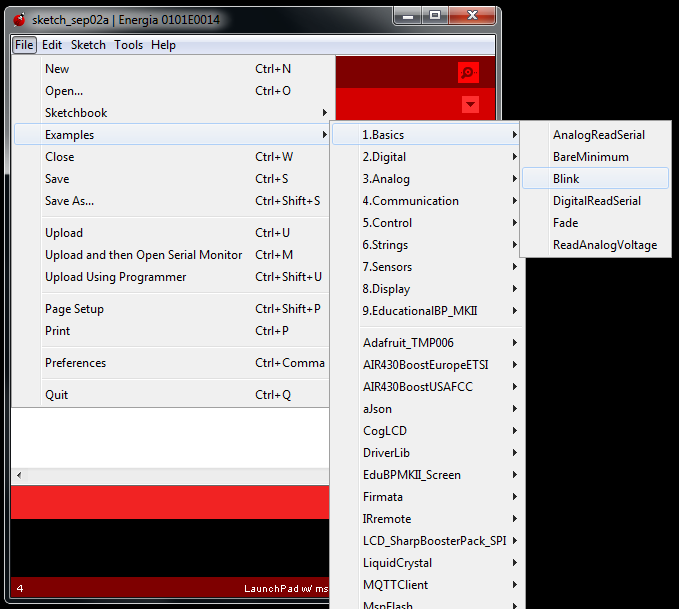 sketch_sep02a | Energia 0101E0014
File Edit Sketch Tools Help
New Ctrl+N
Open... Ctrl+O
Sketchbook
Examples
Close Ctrl+W
Save Ctrl+S
Save As... Ctrl+Shift+S
Upload Ctrl+U
Upload and then Open Serial Monitor Ctrl+M
Upload Using Programmer Ctrl+Shift+U
Page Setup Ctrl+Shift+P
Print Ctrl+P
Preferences Ctrl+Comma
Quit Ctrl+Q
1.Basics
2.Digital
3.Analog
4.Communication
5.Control
6.Strings
7.Sensors
8.Display
9.EducationalBP_MKII
Adafruit_TMP006
AIR430BoostEuropeETSI
AIR430BoostUSAFCC
aJson
CogLCD
DriverLib
EduBPMKII_Screen
Firmata
IRremote
LCD_SharpBoosterPack_SPI
LiquidCrystal
MQTTClient
MspFlash
AnalogReadSerial
BareMinimum
Blink
DigitalReadSerial
Fade
ReadAnalogVoltage
4 LaunchPad w/ ms